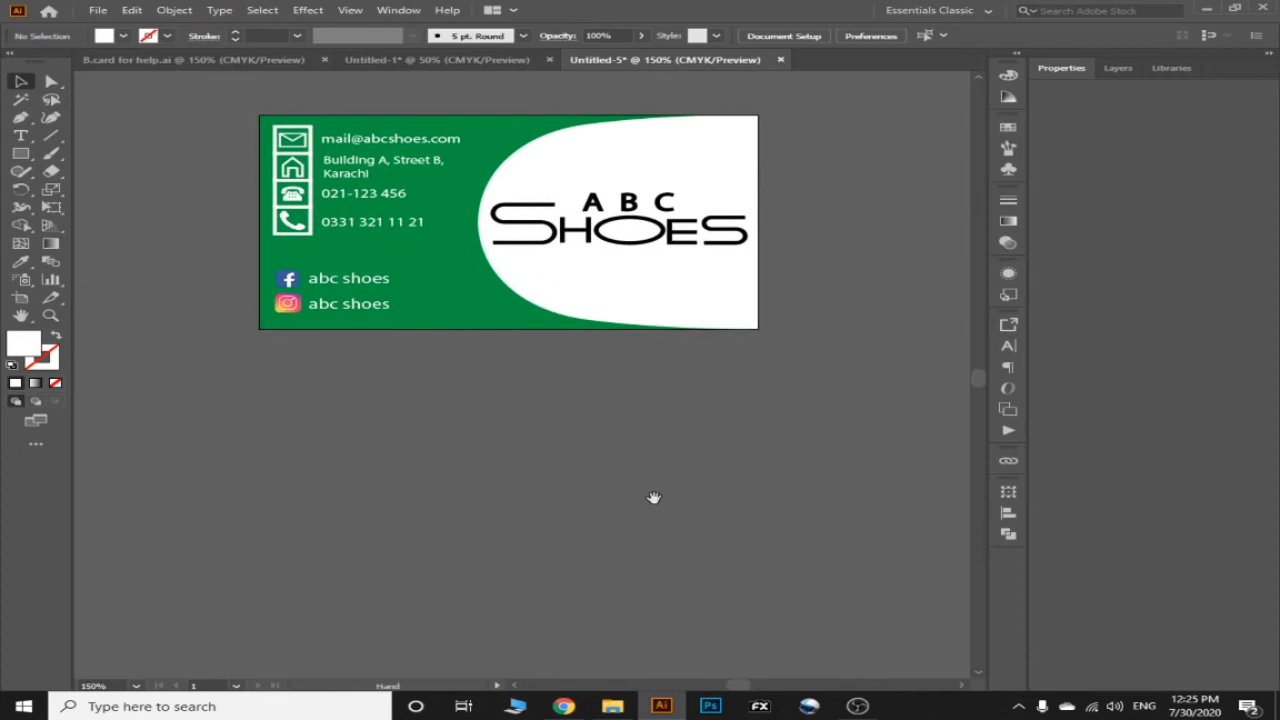 Ai File Edit Object Type Select Effect View Window Help Essentials Classic Search Adobe Stock
No Selection Stroke: 5 pt. Round Opacity: 100% Style: Document Setup Preferences
B.card for help.ai @ 150% (CMYK/Preview) × Untitled-1* @ 50% (CMYK/Preview) × Untitled-5* @ 150% (CMYK/Preview) ×
Properties Layers Libraries
mail@abcshoes.com
Building A, Street B,
Karachi
021-123 456
0331 321 11 21
abc shoes
abc shoes
A B C
SHOES
150% 1 Hand
Type here to search Ai Ps FX ENG 12:25 PM
7/30/2020 2